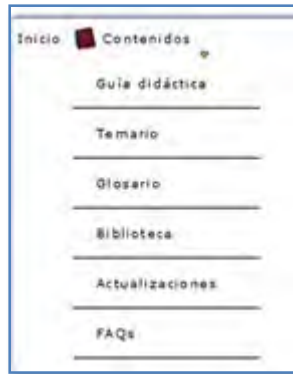 Inicio Contenidos
Guía didáctica
Temario
Glosario
Biblioteca
Actualizaciones
FAQs